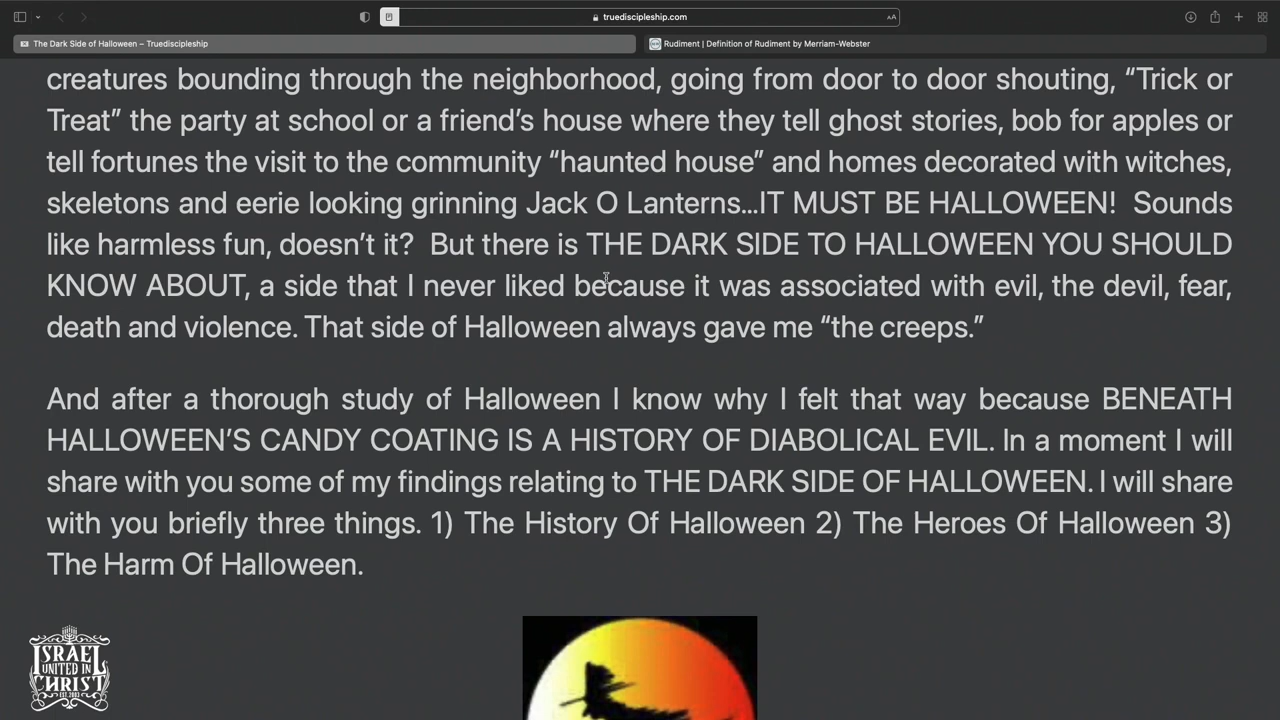 truediscipleship.com
AA
The Dark Side of Halloween – Truediscipleship
Rudiment | Definition of Rudiment by Merriam-Webster
creatures bounding through the neighborhood, going from door to door shouting, “Trick or
Treat” the party at school or a friend’s house where they tell ghost stories, bob for apples or
tell fortunes the visit to the community “haunted house” and homes decorated with witches,
skeletons and eerie looking grinning Jack O Lanterns…IT MUST BE HALLOWEEN!  Sounds
like harmless fun, doesn’t it?  But there is THE DARK SIDE TO HALLOWEEN YOU SHOULD
KNOW ABOUT, a side that I never liked because it was associated with evil, the devil, fear,
death and violence. That side of Halloween always gave me “the creeps.”
And after a thorough study of Halloween I know why I felt that way because BENEATH
HALLOWEEN’S CANDY COATING IS A HISTORY OF DIABOLICAL EVIL. In a moment I will
share with you some of my findings relating to THE DARK SIDE OF HALLOWEEN. I will share
with you briefly three things. 1) The History Of Halloween 2) The Heroes Of Halloween 3)
The Harm Of Halloween.
ISRAEL
UNITED IN
CHRIST
EST. 2003